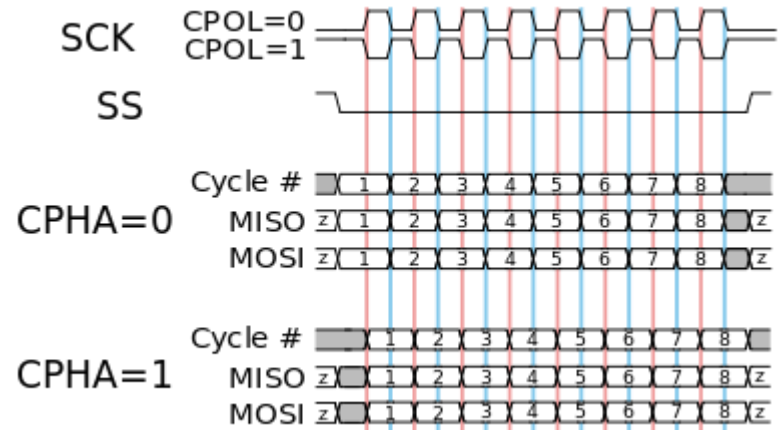 SCK CPOL=0
CPOL=1
SS
Cycle # 1 2 3 4 5 6 7 8
CPHA=0 MISO z 1 2 3 4 5 6 7 8 z
MOSI z 1 2 3 4 5 6 7 8 z
Cycle # 1 2 3 4 5 6 7 8
CPHA=1 MISO z 1 2 3 4 5 6 7 8 z
MOSI z 1 2 3 4 5 6 7 8 z